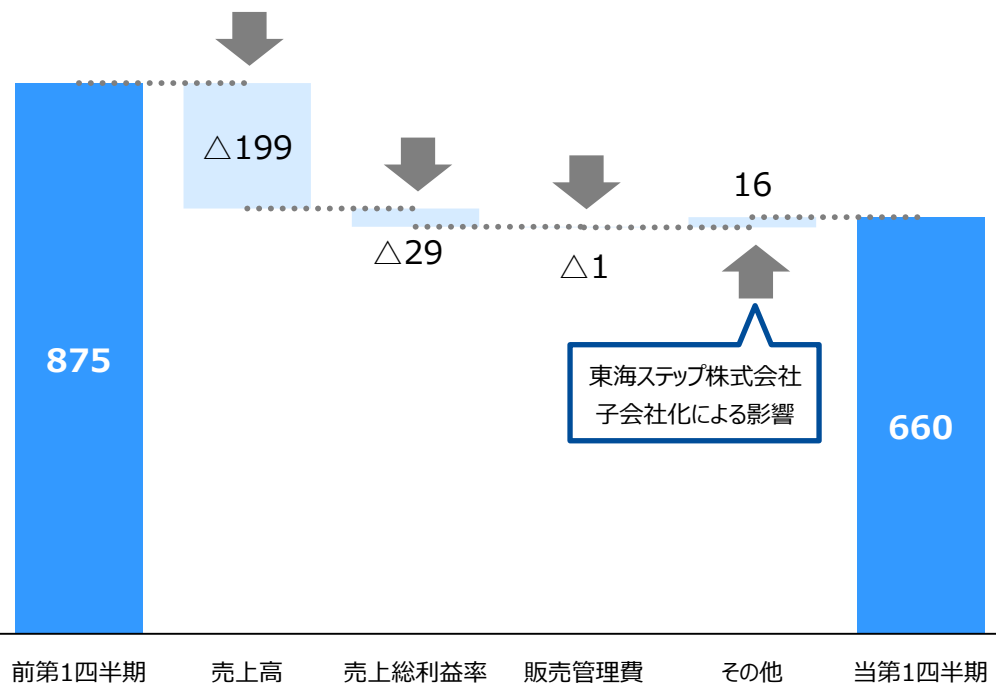 △199
16
△29
△1
875
東海ステップ株式会社
子会社化による影響
660
前第1四半期
売上高
売上総利益率
販売管理費
その他
当第1四半期